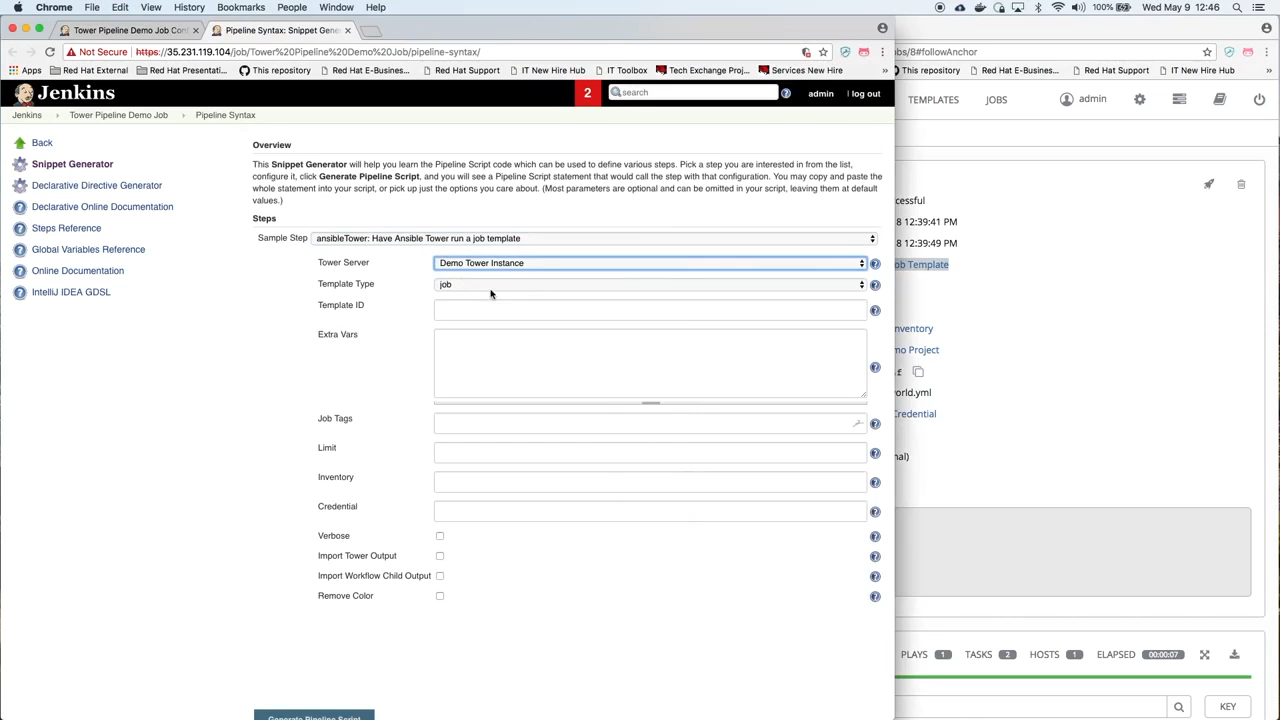 Chrome File Edit View History Bookmarks People Window Help 100% Wed May 9 12:46
Tower Pipeline Demo Job Con × Pipeline Syntax: Snippet Gene ×
Not Secure https://35.231.119.104/job/Tower%20Pipeline%20Demo%20Job/pipeline-syntax/
obs/8#followAnchor
Apps Red Hat External Red Hat Presentati... This repository Red Hat E-Busines... Red Hat Support IT New Hire Hub IT Toolbox Tech Exchange Proj... Services New Hire »
This repository Red Hat E-Busines... Red Hat Support IT New Hire Hub »
Jenkins 2 search admin | log out
TEMPLATES JOBS admin
Jenkins Tower Pipeline Demo Job Pipeline Syntax
Back
Snippet Generator
Declarative Directive Generator
Declarative Online Documentation
Steps Reference
Global Variables Reference
Online Documentation
IntelliJ IDEA GDSL
Overview
This Snippet Generator will help you learn the Pipeline Script code which can be used to define various steps. Pick a step you are interested in from the list,
configure it, click Generate Pipeline Script, and you will see a Pipeline Script statement that would call the step with that configuration. You may copy and paste the
whole statement into your script, or pick up just the options you care about. (Most parameters are optional and can be omitted in your script, leaving them at default
values.)
Steps
Sample Step ansibleTower: Have Ansible Tower run a job template
Tower Server Demo Tower Instance
Template Type job
Template ID
Extra Vars
Job Tags
Limit
Inventory
Credential
Verbose
Import Tower Output
Import Workflow Child Output
Remove Color
Generate Pipeline Script
ccessful
8 12:39:41 PM
8 12:39:49 PM
ob Template
nventory
mo Project
f
orld.yml
Credential
nal)
PLAYS 1 TASKS 2 HOSTS 1 ELAPSED 00:00:07
KEY